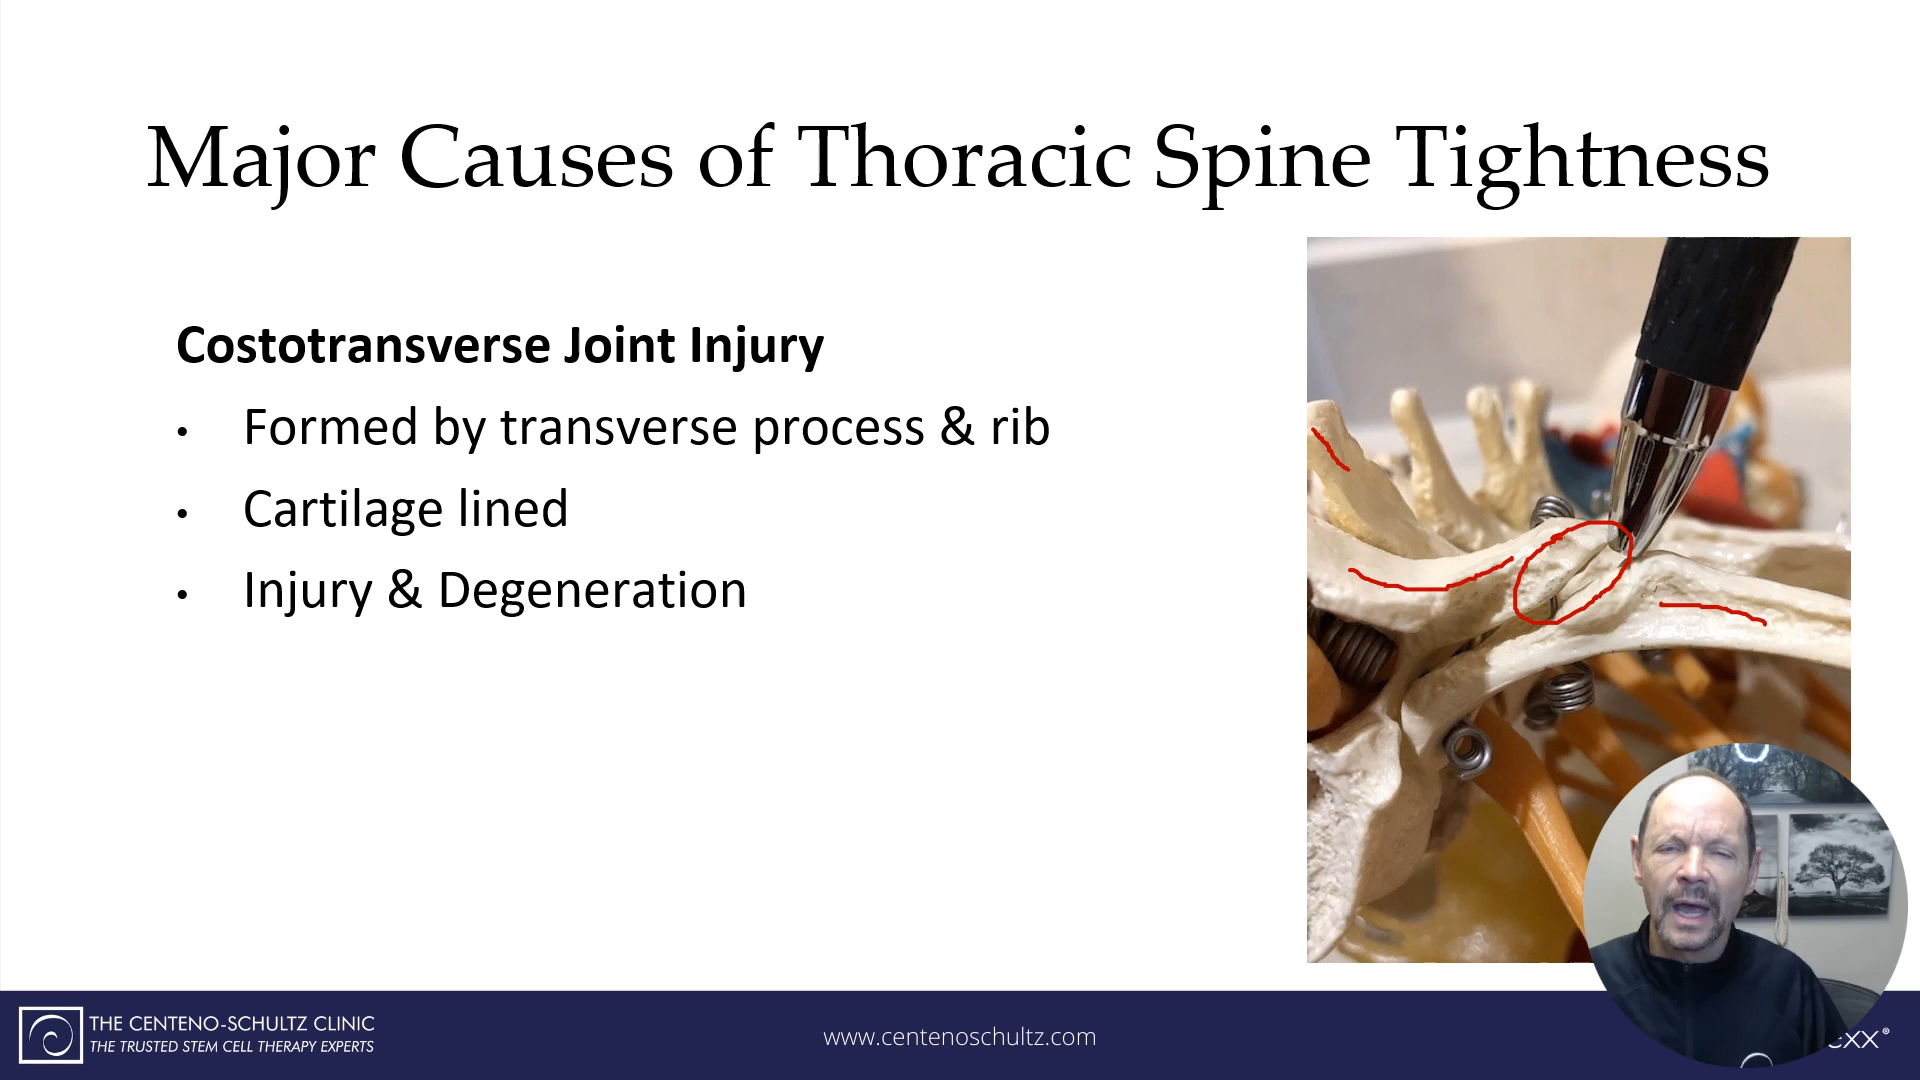 Major Causes of Thoracic Spine Tightness
Costotransverse Joint Injury
• Formed by transverse process & rib
• Cartilage lined
• Injury & Degeneration
THE CENTENO-SCHULTZ CLINIC
THE TRUSTED STEM CELL THERAPY EXPERTS
www.centenoschultz.com